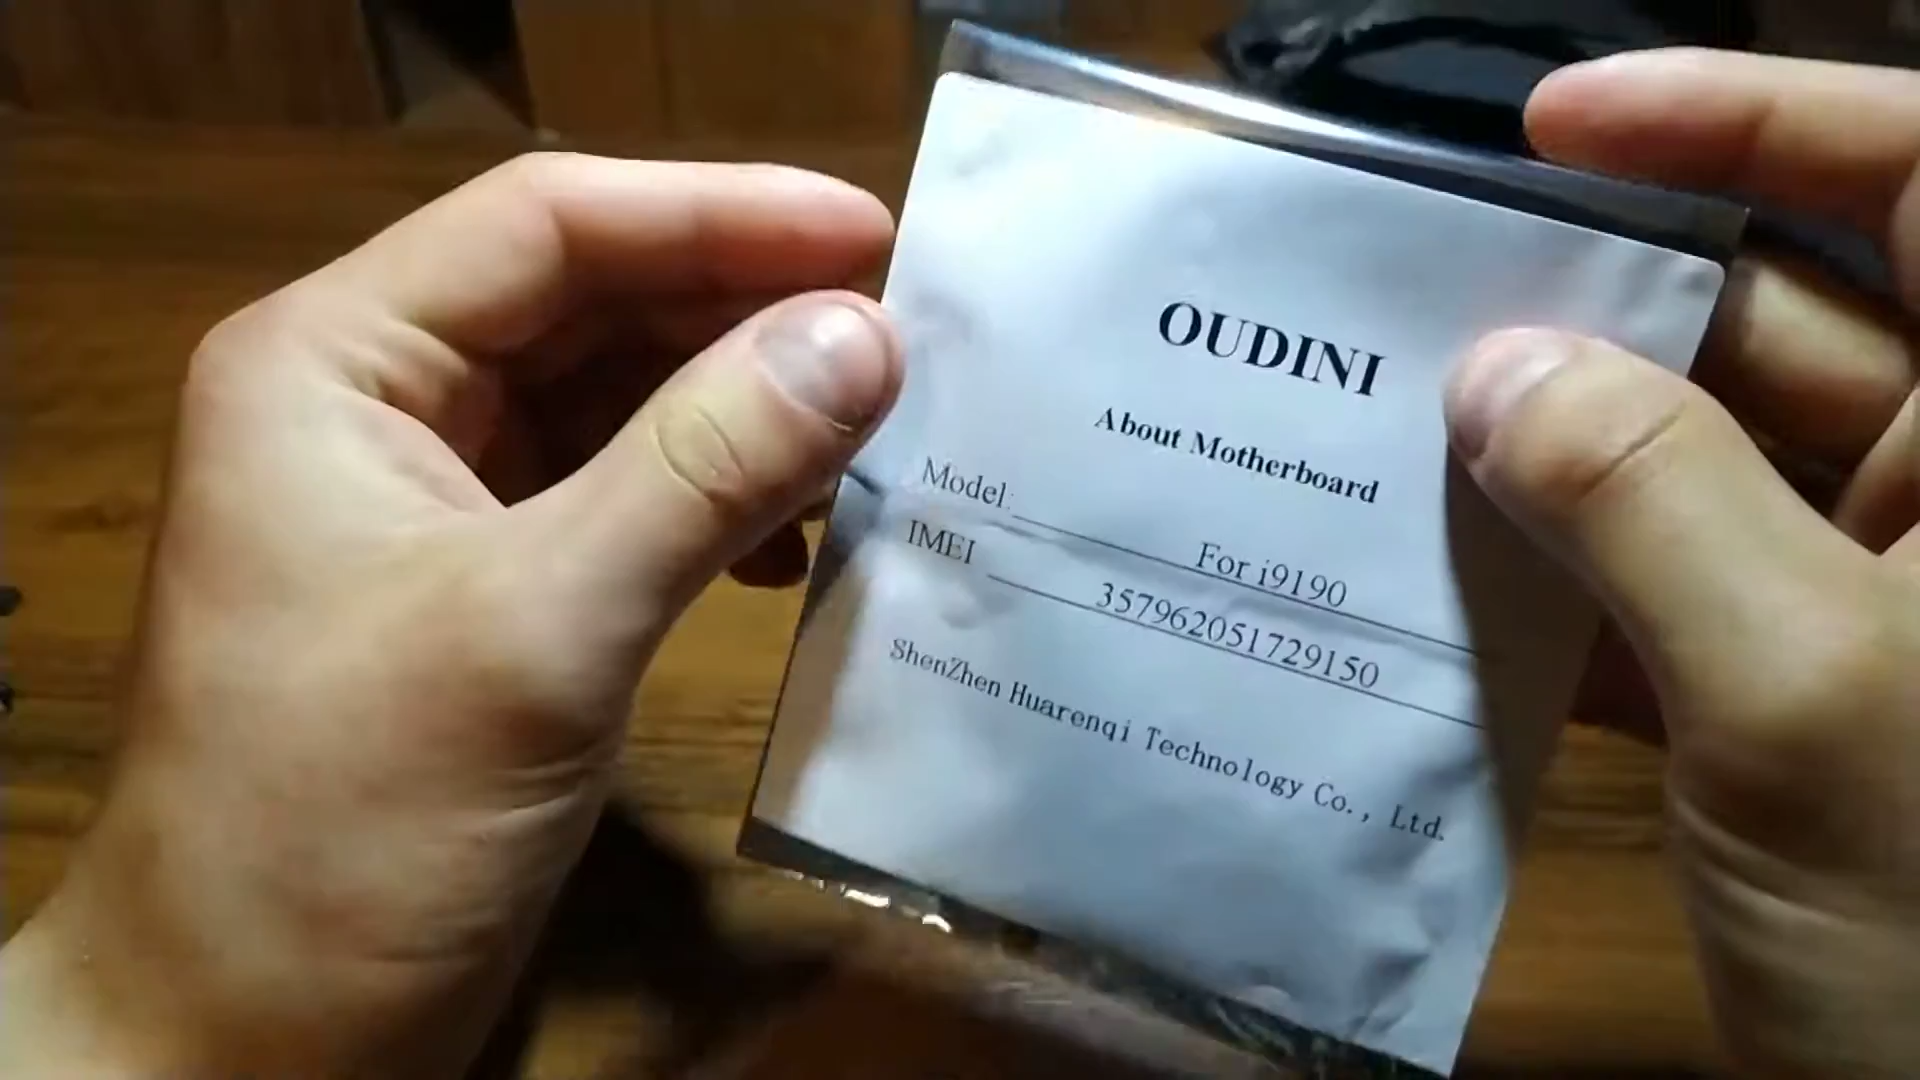 OUDINI
About Motherboard
Model: For i9190
IMEI 357962051729150
ShenZhen Huarenqi Technology Co., Ltd.